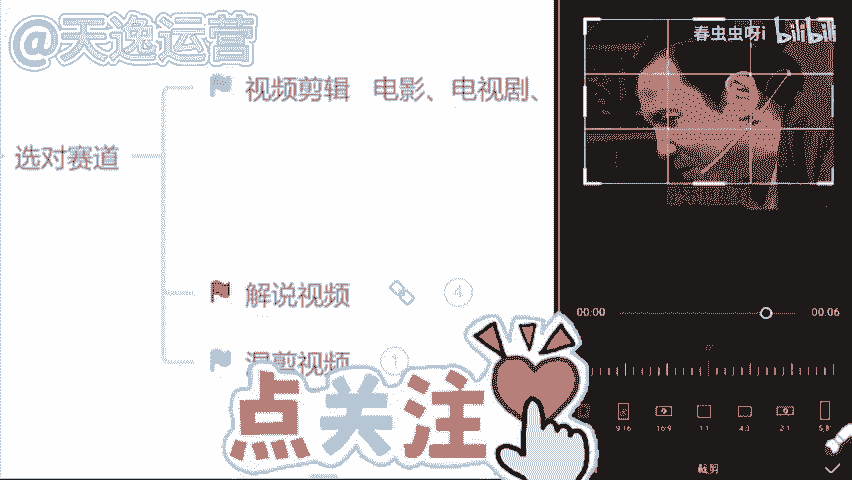 @天逸运营
视频剪辑 电影、电视剧、
选对赛道
解说视频 4
混剪视频 1
点关注
春虫虫呀i bilibili
00:00 00:06
9:16 16:9 1:1 4:3 2:1
裁剪